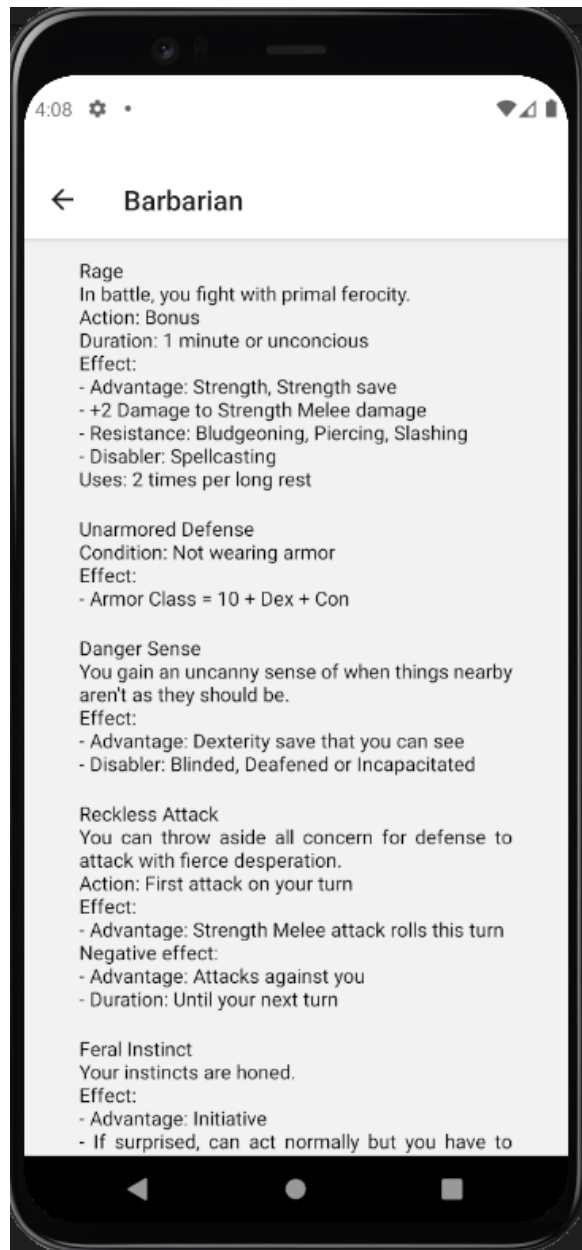 4:08
Barbarian
Rage
In battle, you fight with primal ferocity.
Action: Bonus
Duration: 1 minute or unconcious
Effect:
- Advantage: Strength, Strength save
- +2 Damage to Strength Melee damage
- Resistance: Bludgeoning, Piercing, Slashing
- Disabler: Spellcasting
Uses: 2 times per long rest
Unarmored Defense
Condition: Not wearing armor
Effect:
- Armor Class = 10 + Dex + Con
Danger Sense
You gain an uncanny sense of when things nearby
aren't as they should be.
Effect:
- Advantage: Dexterity save that you can see
- Disabler: Blinded, Deafened or Incapacitated
Reckless Attack
You can throw aside all concern for defense to
attack with fierce desperation.
Action: First attack on your turn
Effect:
- Advantage: Strength Melee attack rolls this turn
Negative effect:
- Advantage: Attacks against you
- Duration: Until your next turn
Feral Instinct
Your instincts are honed.
Effect:
- Advantage: Initiative
- If surprised, can act normally but you have to